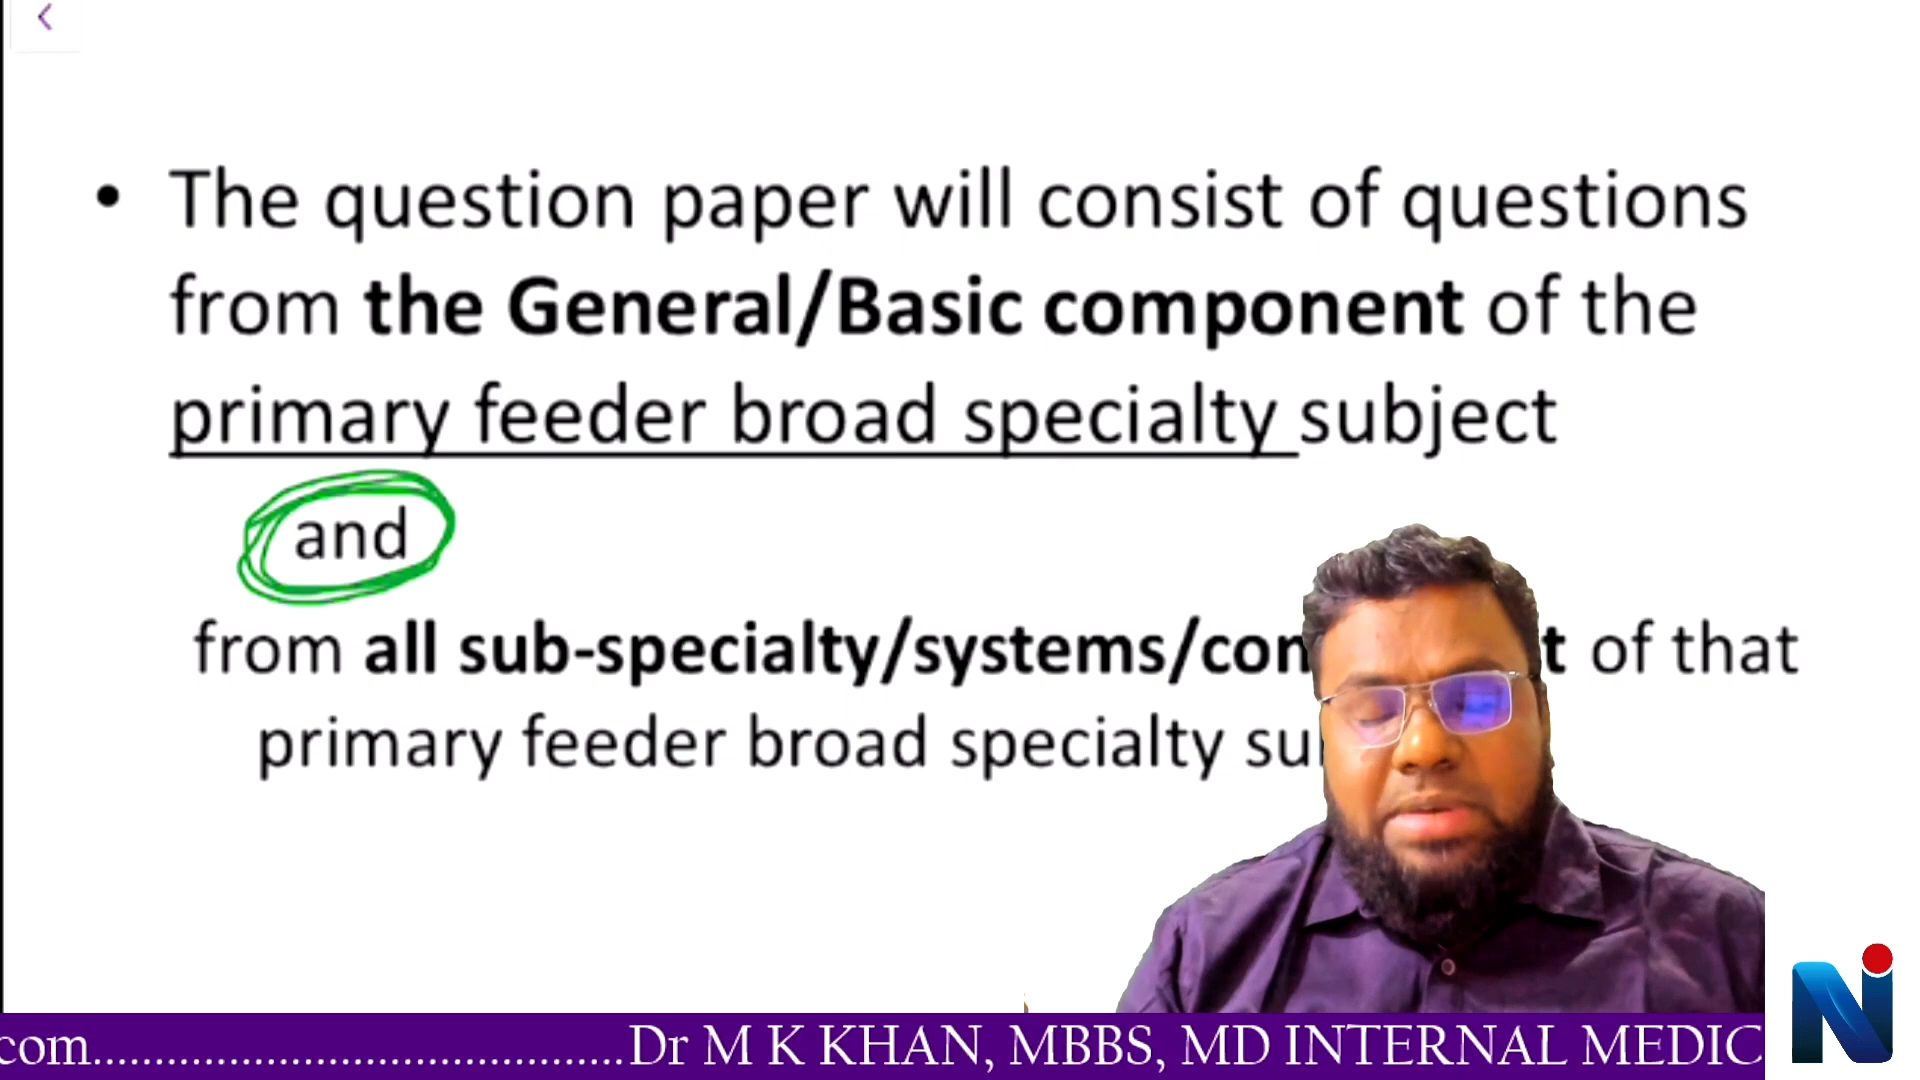 • The question paper will consist of questions
from the General/Basic component of the
primary feeder broad specialty subject
and
from all sub-specialty/systems/con t of that
primary feeder broad specialty su
com............................................Dr M K KHAN, MBBS, MD INTERNAL MEDIC
N